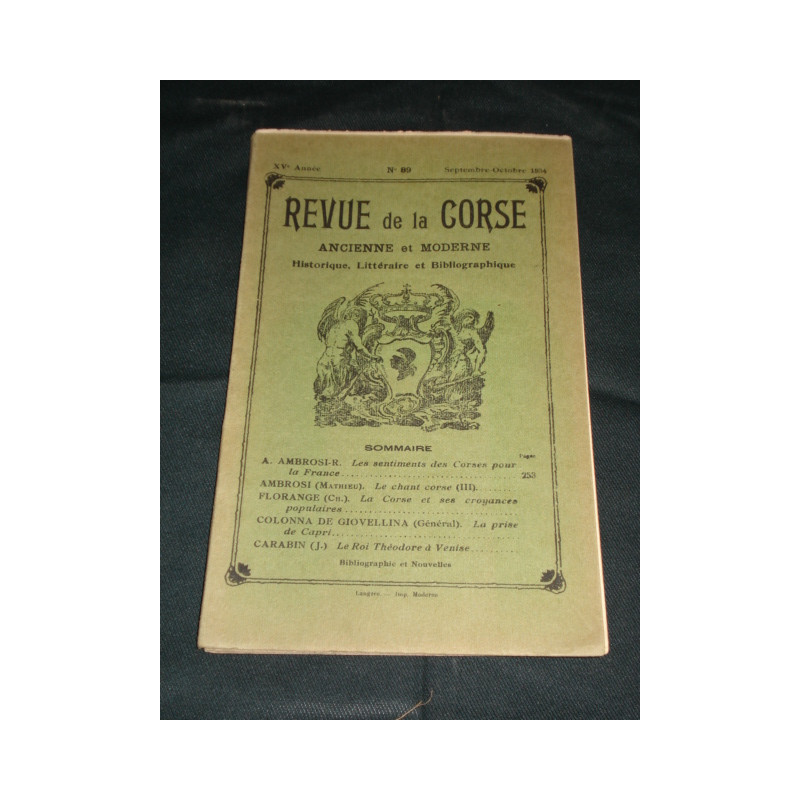 XVe Année N° 89 Septembre-Octobre 1934
REVUE de la CORSE
ANCIENNE et MODERNE
Historique, Littéraire et Bibliographique
SOMMAIRE
Pages
A. AMBROSI-R. Les sentiments des Corses pour
la France.......................... 253
AMBROSI (MATHIEU). Le chant corse (III).......
FLORANGE (CH.). La Corse et ses croyances
populaires..........................
COLONNA DE GIOVELLINA (Général). La prise
de Capri..........................
CARABIN (J.) Le Roi Théodore à Venise.........
Bibliographie et Nouvelles
Langres. — Imp. Moderne